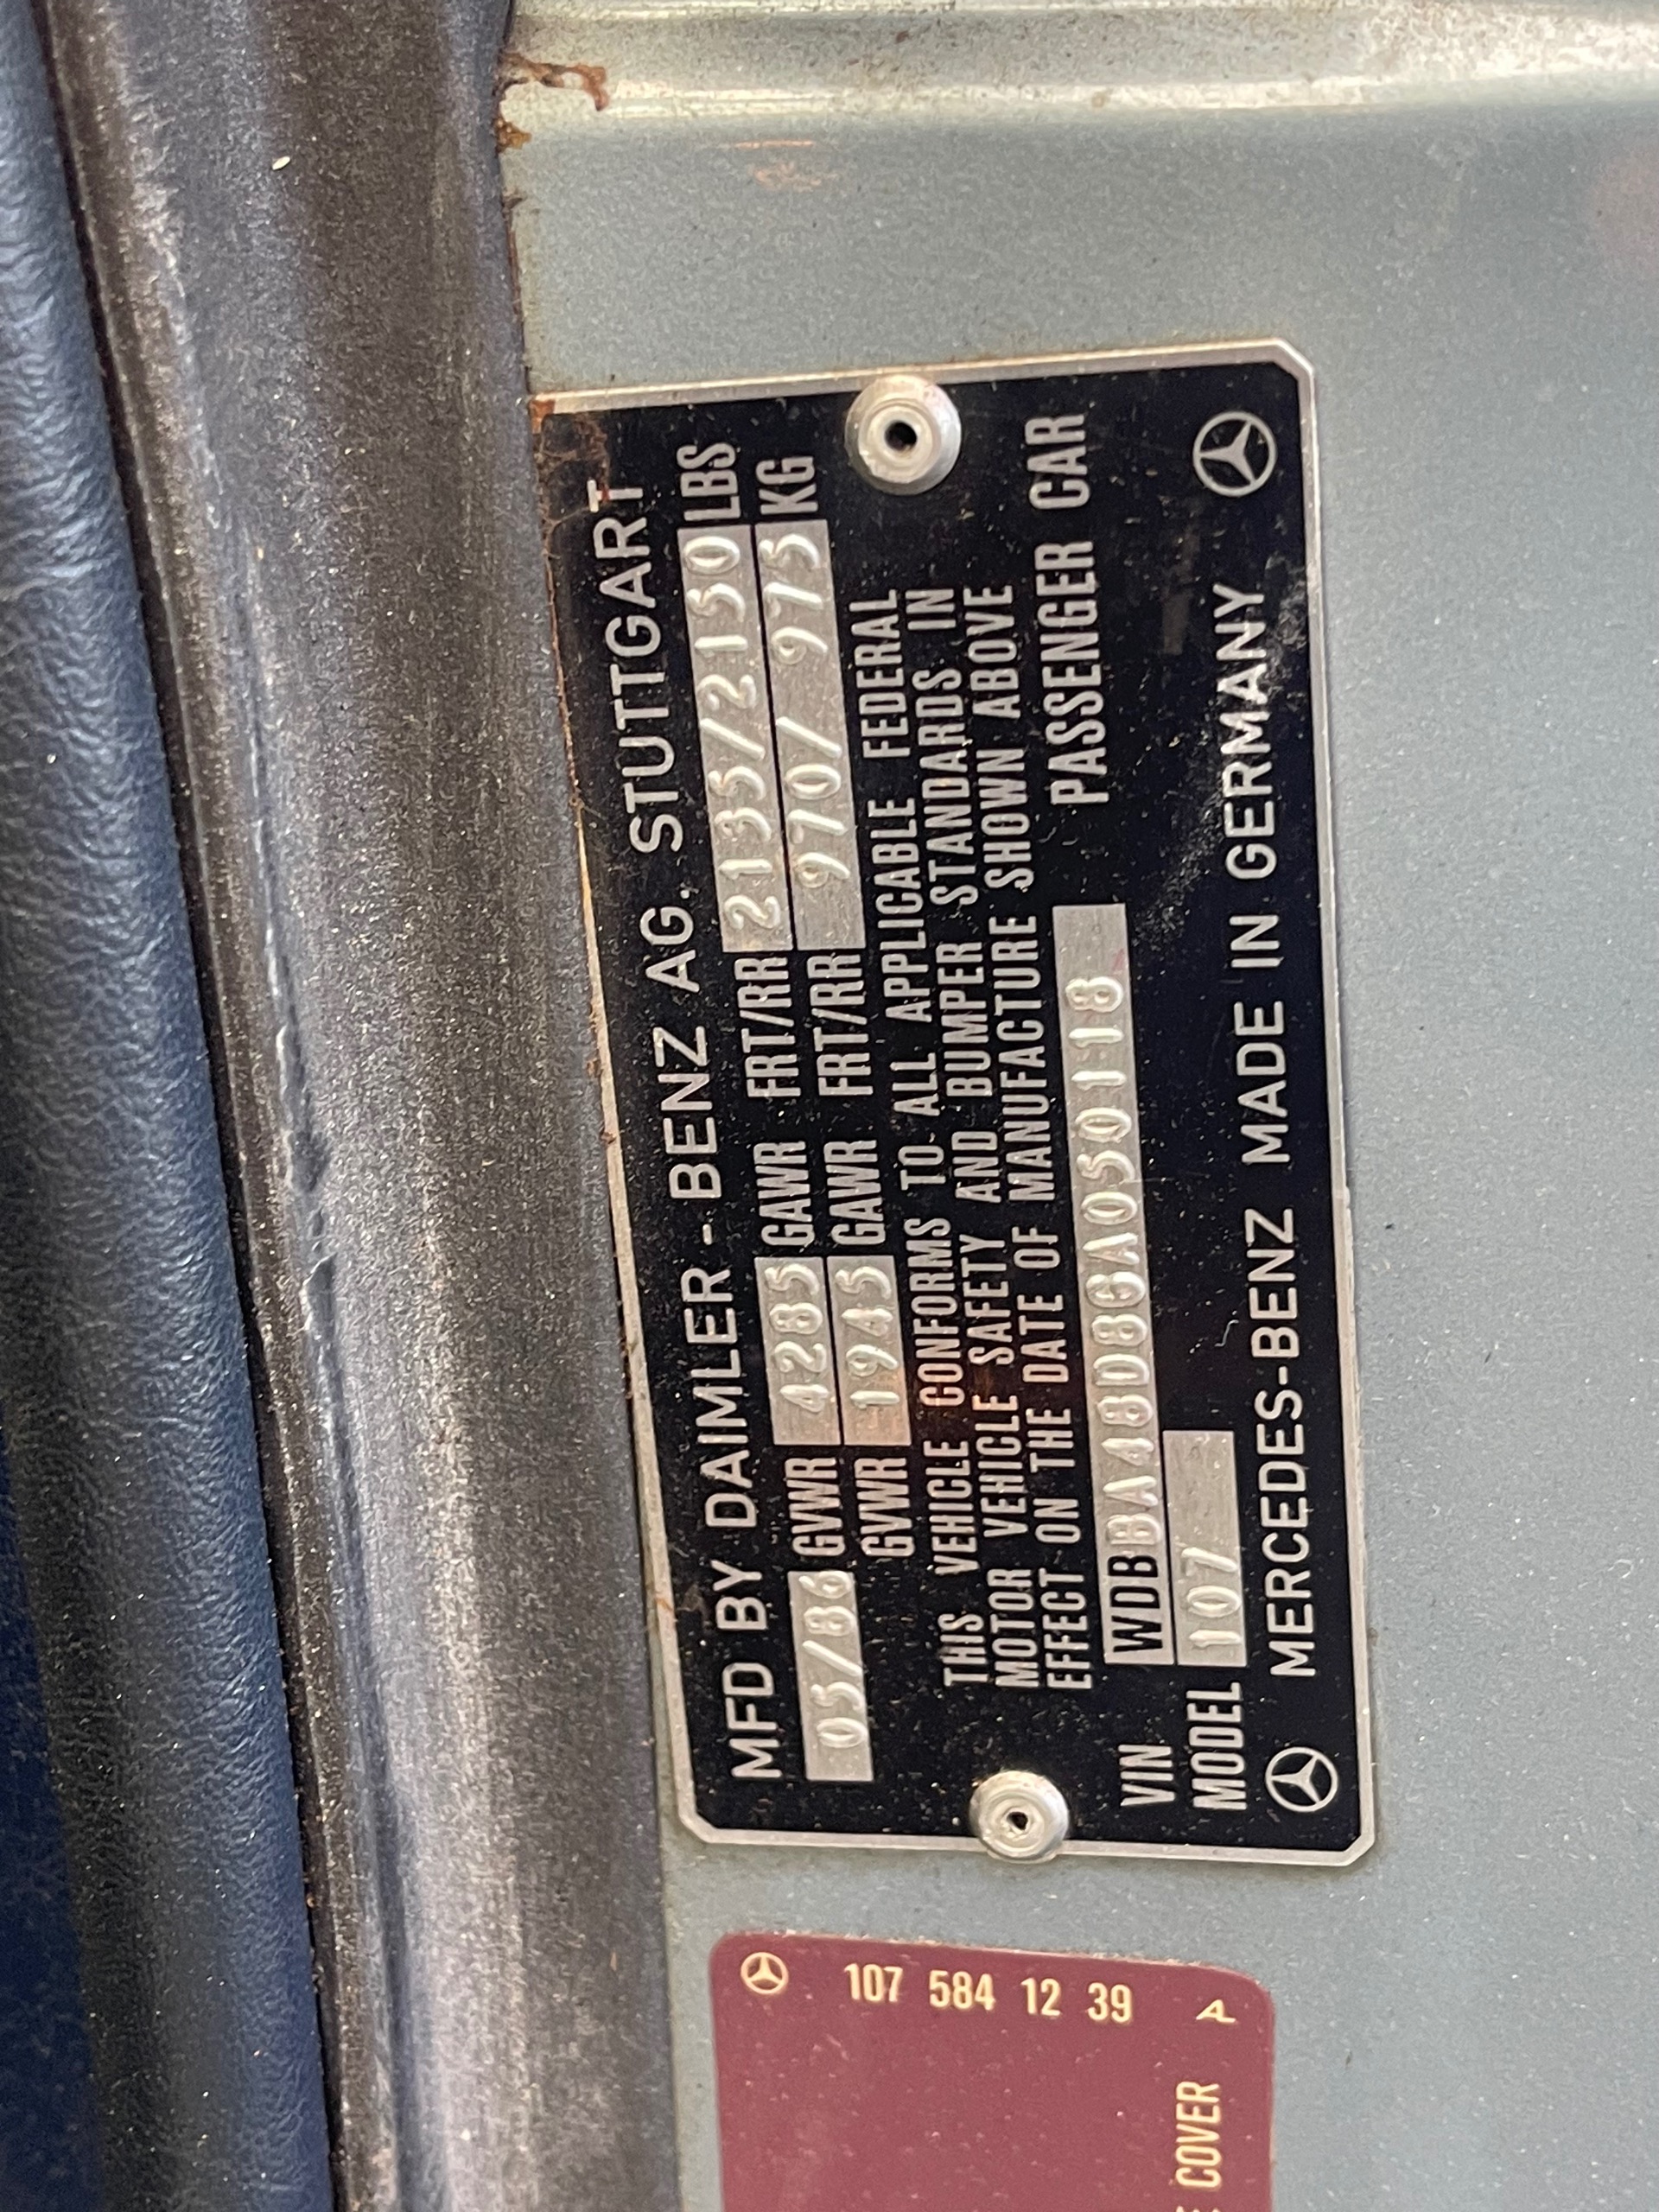 MFD BY DAIMLER-BENZ AG. STUTTGART
05/86 GVWR 4285 GAWR FRT/RR 2135/2150 LBS
GVWR 1945 GAWR FRT/RR 970/ 975 KG
THIS VEHICLE CONFORMS TO ALL APPLICABLE FEDERAL
MOTOR VEHICLE SAFETY AND BUMPER STANDARDS IN
EFFECT ON THE DATE OF MANUFACTURE SHOWN ABOVE
VIN WDBBA48D8GA050118 PASSENGER CAR
MODEL 107
MERCEDES-BENZ MADE IN GERMANY
107 584 12 39 A
COVER